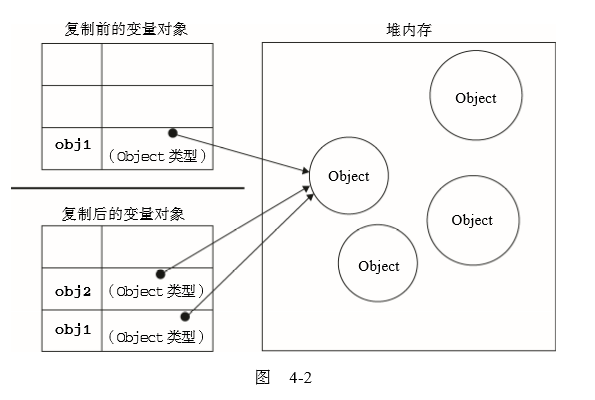 复制前的变量对象
堆内存
obj1
(Object 类型)
Object
Object
Object
Object
复制后的变量对象
obj2
(Object 类型)
obj1
(Object 类型)
图 4-2